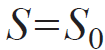 S = S₀